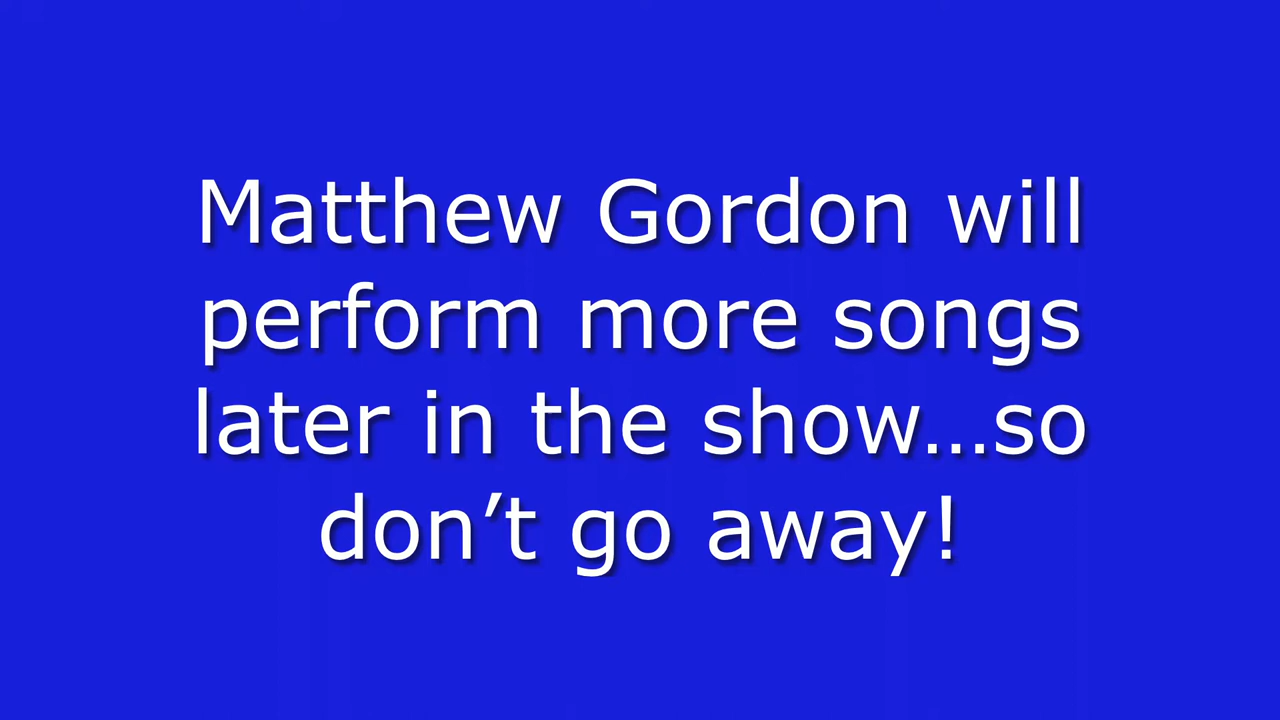 Matthew Gordon will
perform more songs
later in the show…so
don’t go away!